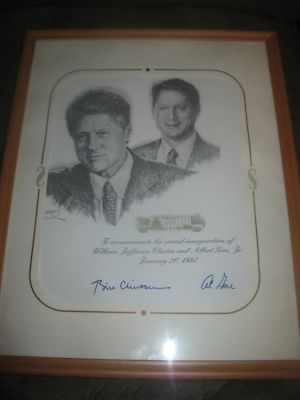 To commemorate the second inauguration of
William Jefferson Clinton and Albert Gore, Jr.
January 20, 1997
Bill Clinton Al Gore